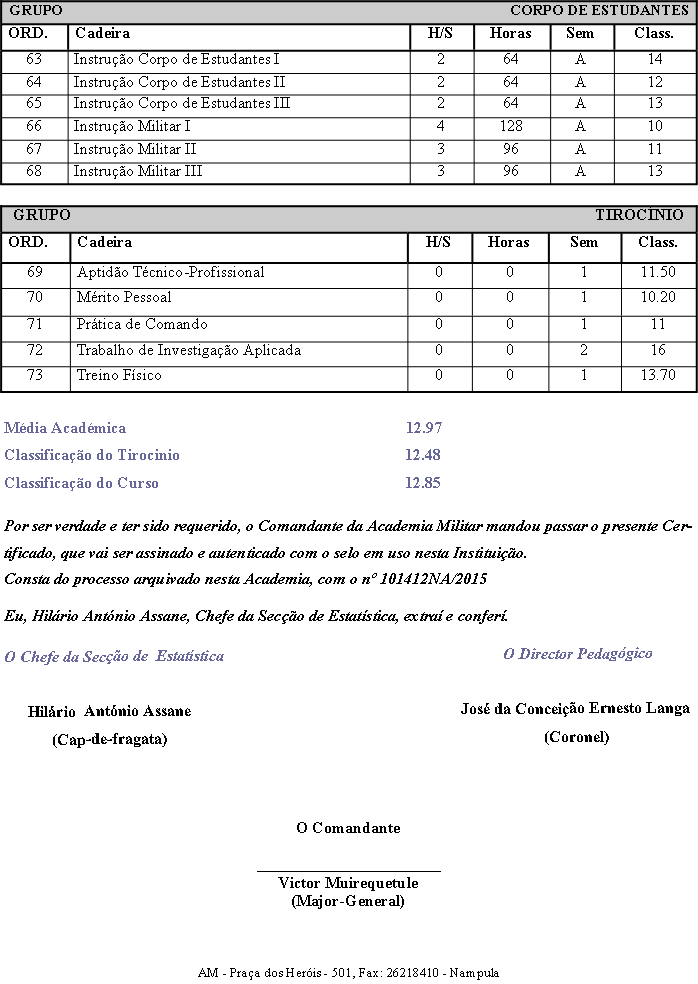 GRUPO CORPO DE ESTUDANTES
ORD. Cadeira H/S Horas Sem Class.
63 Instrução Corpo de Estudantes I 2 64 A 14
64 Instrução Corpo de Estudantes II 2 64 A 12
65 Instrução Corpo de Estudantes III 2 64 A 13
66 Instrução Militar I 4 128 A 10
67 Instrução Militar II 3 96 A 11
68 Instrução Militar III 3 96 A 13
GRUPO TIROCÍNIO
ORD. Cadeira H/S Horas Sem Class.
69 Aptidão Técnico-Profissional 0 0 1 11.50
70 Mérito Pessoal 0 0 1 10.20
71 Prática de Comando 0 0 1 11
72 Trabalho de Investigação Aplicada 0 0 2 16
73 Treino Físico 0 0 1 13.70
Média Académica 12.97
Classificação do Tirocinio 12.48
Classificação do Curso 12.85
Por ser verdade e ter sido requerido, o Comandante da Academia Militar mandou passar o presente Cer-
tificado, que vai ser assinado e autenticado com o selo em uso nesta Instituição.
Consta do processo arquivado nesta Academia, com o nº 101412NA/2015
Eu, Hilário António Assane, Chefe da Secção de Estatística, extraí e conferí.
O Chefe da Secção de Estatística O Director Pedagógico
Hilário António Assane José da Conceição Ernesto Langa
(Cap-de-fragata) (Coronel)
O Comandante
Victor Muirequetule
(Major-General)
AM - Praça dos Heróis - 501, Fax: 26218410 - Nampula